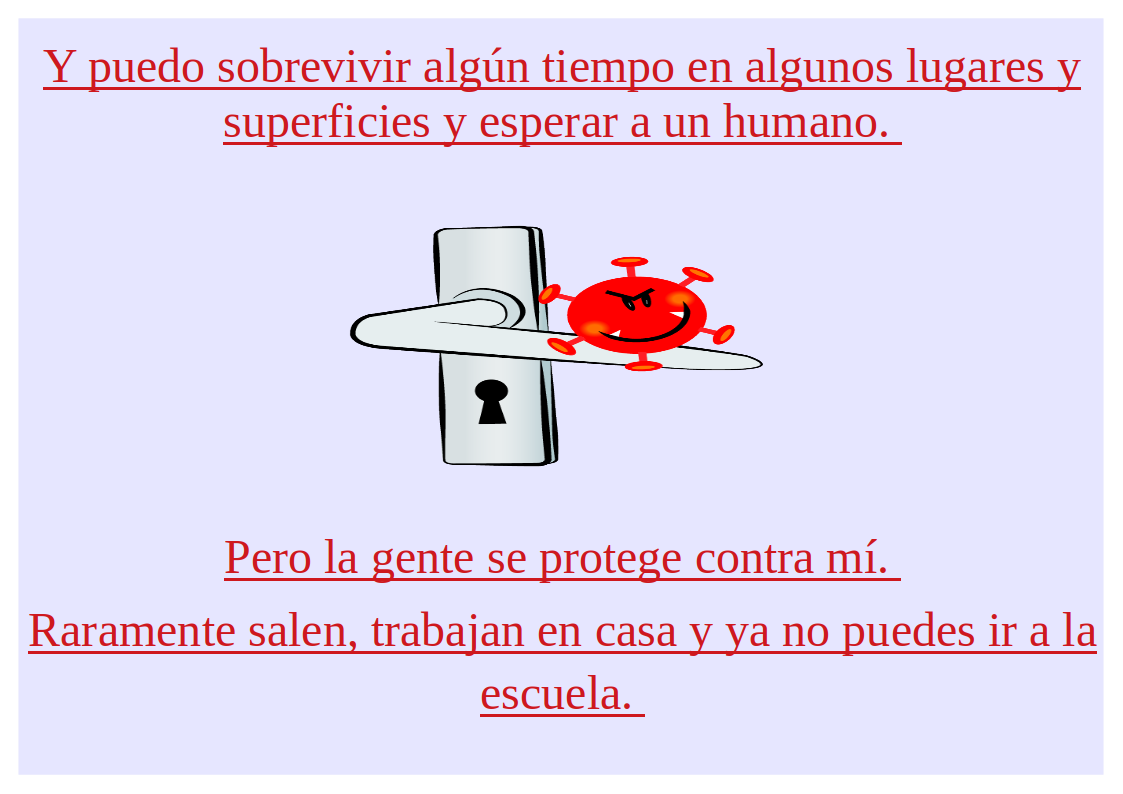 Y puedo sobrevivir algún tiempo en algunos lugares y
superficies y esperar a un humano.
Pero la gente se protege contra mí.
Raramente salen, trabajan en casa y ya no puedes ir a la
escuela.